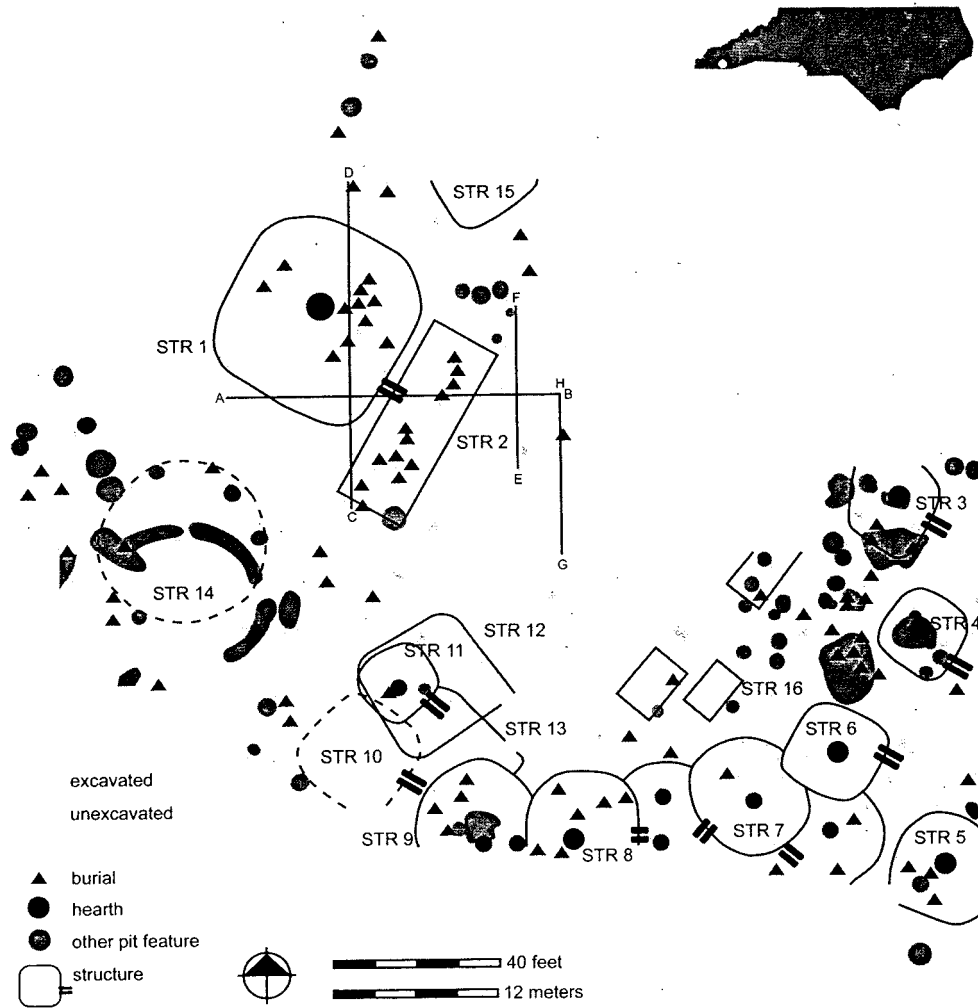 D
STR 15
F
STR 1
H
A
B
STR 2
E
C
STR 3
G
STR 14
STR 12
STR 4
STR 11
STR 16
STR 13
STR 6
STR 10
excavated
unexcavated
STR 9
STR 8
STR 7
STR 5
burial
hearth
other pit feature
structure
40 feet
12 meters